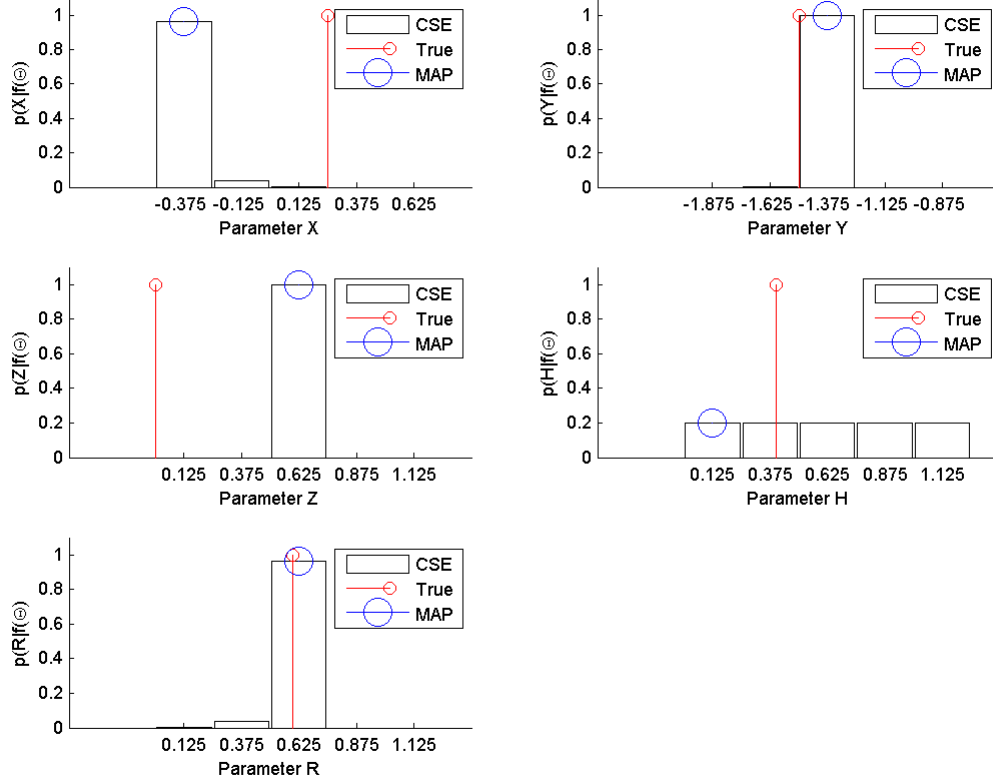 p(X|f(Θ)
1
0.8
0.6
0.4
0.2
0
CSE
True
MAP
-0.375 -0.125 0.125 0.375 0.625
Parameter X
p(Y|f(Θ)
1
0.8
0.6
0.4
0.2
0
CSE
True
MAP
-1.875 -1.625 -1.375 -1.125 -0.875
Parameter Y
p(Z|f(Θ)
1
0.8
0.6
0.4
0.2
0
CSE
True
MAP
0.125 0.375 0.625 0.875 1.125
Parameter Z
p(H|f(Θ)
1
0.8
0.6
0.4
0.2
0
CSE
True
MAP
0.125 0.375 0.625 0.875 1.125
Parameter H
p(R|f(Θ)
1
0.8
0.6
0.4
0.2
0
CSE
True
MAP
0.125 0.375 0.625 0.875 1.125
Parameter R